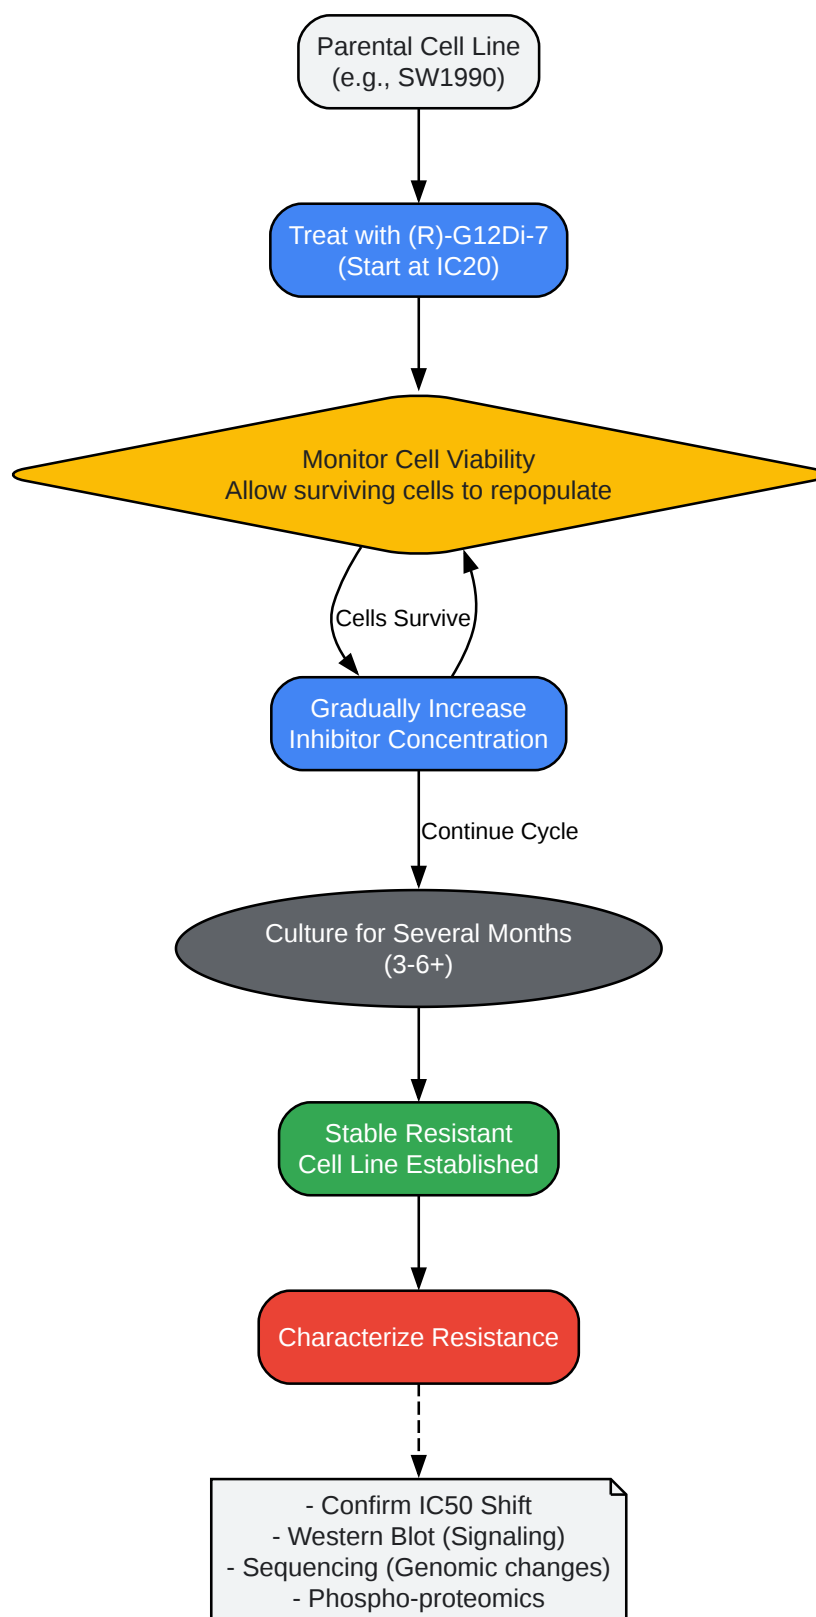 Parental Cell Line
(e.g., SW1990)
Treat with (R)-G12Di-7
(Start at IC20)
Monitor Cell Viability
Allow surviving cells to repopulate
Cells Survive
Gradually Increase
Inhibitor Concentration
Continue Cycle
Culture for Several Months
(3-6+)
Stable Resistant
Cell Line Established
Characterize Resistance
- Confirm IC50 Shift
- Western Blot (Signaling)
- Sequencing (Genomic changes)
- Phospho-proteomics